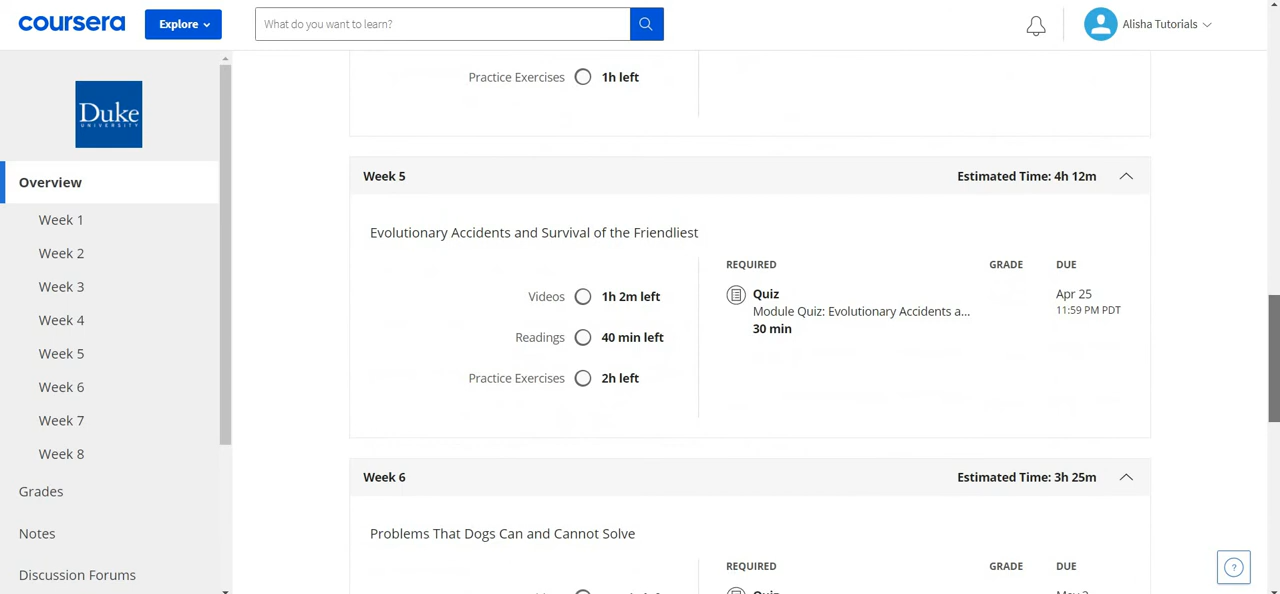 coursera
Explore
What do you want to learn?
Alisha Tutorials
Duke
UNIVERSITY
Overview
Week 1
Week 2
Week 3
Week 4
Week 5
Week 6
Week 7
Week 8
Grades
Notes
Discussion Forums
Practice Exercises 1h left
Week 5 Estimated Time: 4h 12m
Evolutionary Accidents and Survival of the Friendliest
Videos 1h 2m left
Readings 40 min left
Practice Exercises 2h left
REQUIRED GRADE DUE
Quiz Apr 25
Module Quiz: Evolutionary Accidents a... 11:59 PM PDT
30 min
Week 6 Estimated Time: 3h 25m
Problems That Dogs Can and Cannot Solve
REQUIRED GRADE DUE
Quiz
?